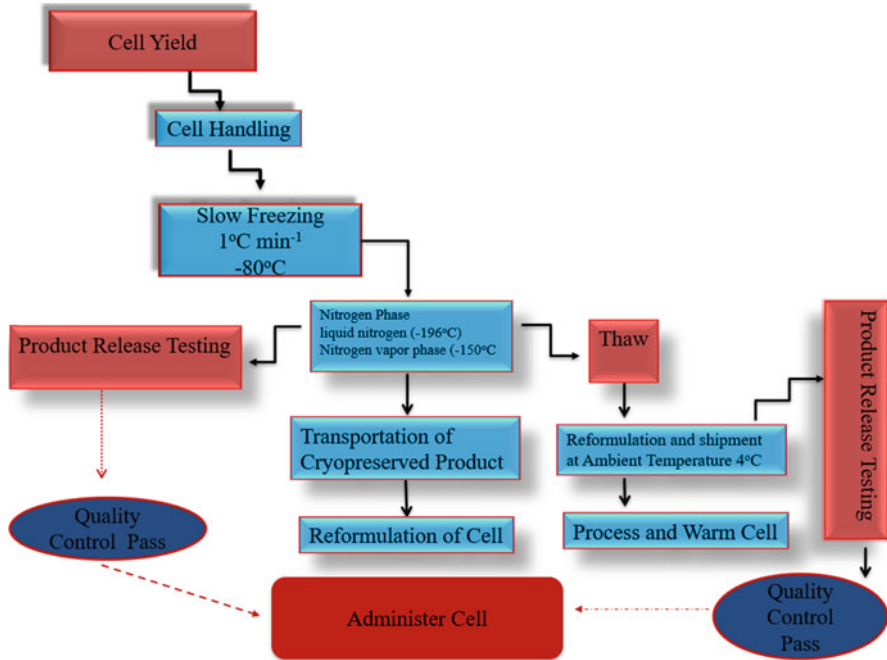 Cell Yield
Cell Handling
Slow Freezing
1°C min⁻¹
-80°C
Nitrogen Phase
liquid nitrogen (-196°C)
Nitrogen vapor phase (-150°C
Product Release Testing
Thaw
Product Release Testing
Transportation of
Cryopreserved Product
Reformulation and shipment
at Ambient Temperature 4°C
Quality
Control Pass
Reformulation of Cell
Process and Warm Cell
Administer Cell
Quality
Control
Pass